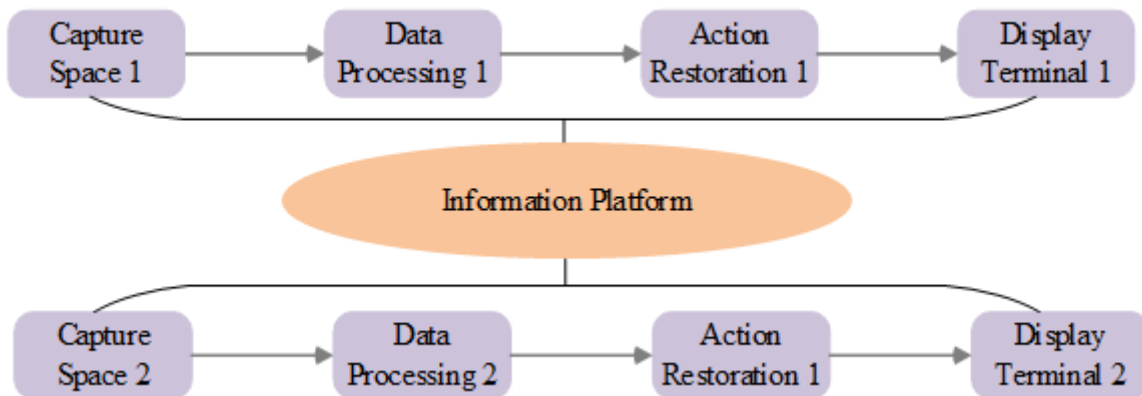 Capture
Space 1
Data
Processing 1
Action
Restoration 1
Display
Terminal 1
Information Platform
Capture
Space 2
Data
Processing 2
Action
Restoration 1
Display
Terminal 2